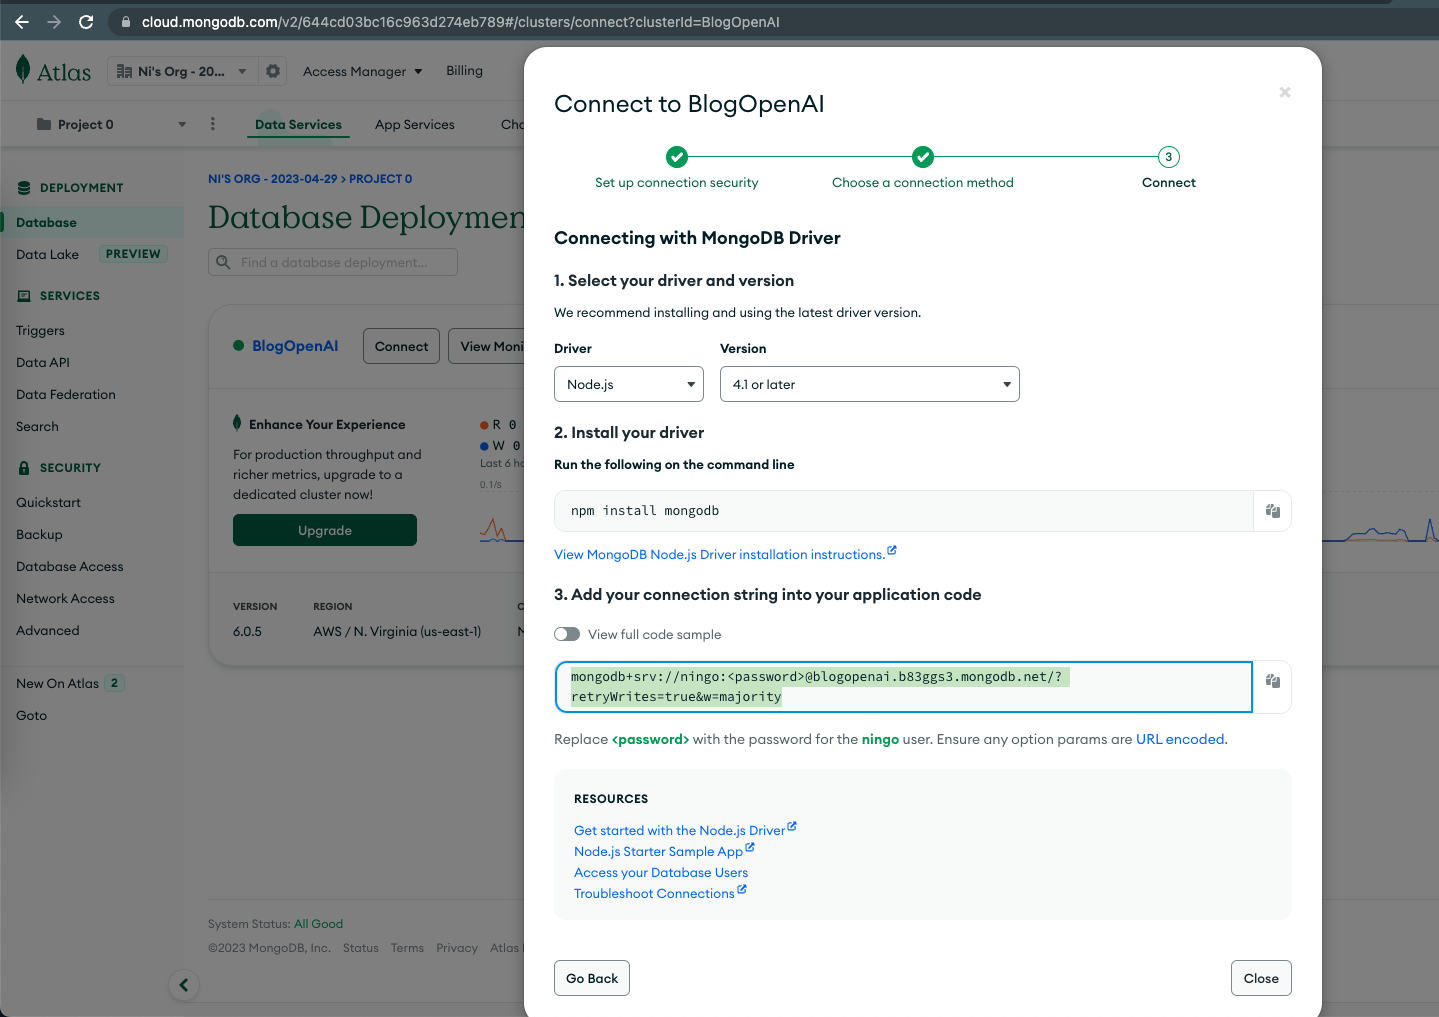 cloud.mongodb.com/v2/644cd03bc16c963d274eb789#/clusters/connect?clusterId=BlogOpenAI
Atlas
Ni's Org - 20...
Access Manager
Billing
Project 0
Data Services
App Services
DEPLOYMENT
Database
Data Lake
PREVIEW
SERVICES
Triggers
Data API
Data Federation
Search
SECURITY
Quickstart
Backup
Database Access
Network Access
Advanced
New On Atlas
2
Goto
NI'S ORG - 2023-04-29 > PROJECT 0
Database Deploymen
Find a database deployment...
BlogOpenAI
Connect
View Moni
Enhance Your Experience
For production throughput and
richer metrics, upgrade to a
dedicated cluster now!
Upgrade
R 0
W 0
Last 6 ho
0.1/s
VERSION
6.0.5
REGION
AWS / N. Virginia (us-east-1)
System Status: All Good
©2023 MongoDB, Inc.
Status
Terms
Privacy
Atlas
Connect to BlogOpenAI
Set up connection security
Choose a connection method
3
Connect
Connecting with MongoDB Driver
1. Select your driver and version
We recommend installing and using the latest driver version.
Driver
Version
Node.js
4.1 or later
2. Install your driver
Run the following on the command line
npm install mongodb
View MongoDB Node.js Driver installation instructions.
3. Add your connection string into your application code
View full code sample
mongodb+srv://ningo:<password>@blogopenai.b83ggs3.mongodb.net/?
retryWrites=true&w=majority
Replace <password> with the password for the ningo user. Ensure any option params are URL encoded.
RESOURCES
Get started with the Node.js Driver
Node.js Starter Sample App
Access your Database Users
Troubleshoot Connections
Go Back
Close